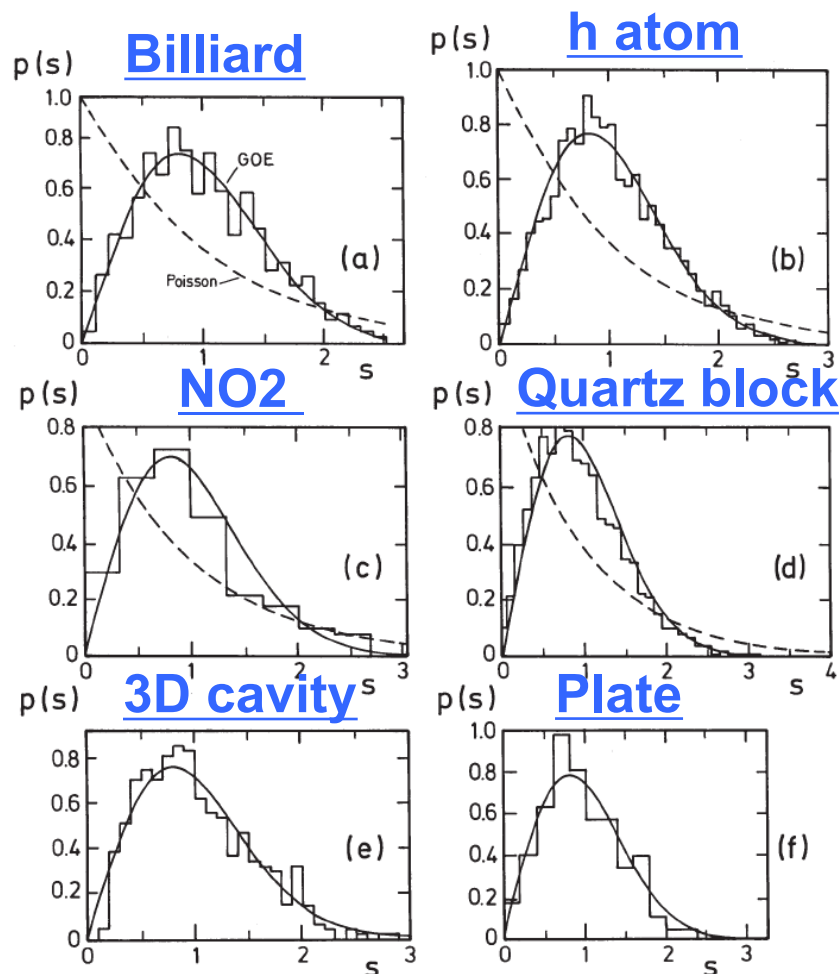 Billiard
p(s)
1.0
0.8
0.6
0.4
0.2
0
GOE
Poisson
(a)
0
1
2
s
h atom
p(s)
1.0
0.8
0.6
0.4
0.2
0
(b)
0
1
2
3
s
NO2
p(s)
0.8
0.6
0.4
0.2
0
(c)
0
1
2
3
s
Quartz block
p(s)
0.8
0.6
0.4
0.2
0
(d)
0
1
2
3
4
s
3D cavity
p(s)
0.8
0.6
0.4
0.2
0
(e)
0
1
2
3
s
Plate
p(s)
1.0
0.8
0.6
0.4
0.2
0
(f)
0
1
2
3
s